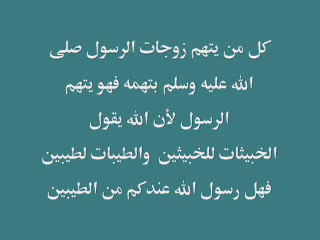 كل من يتهم زوجات الرسول صلى
الله عليه وسلم بتهمه فهو يتهم
الرسول لأن الله يقول
الخبيثات للخبيثين والطيبات لطيبين
فهل رسول الله عندكم من الطيبين